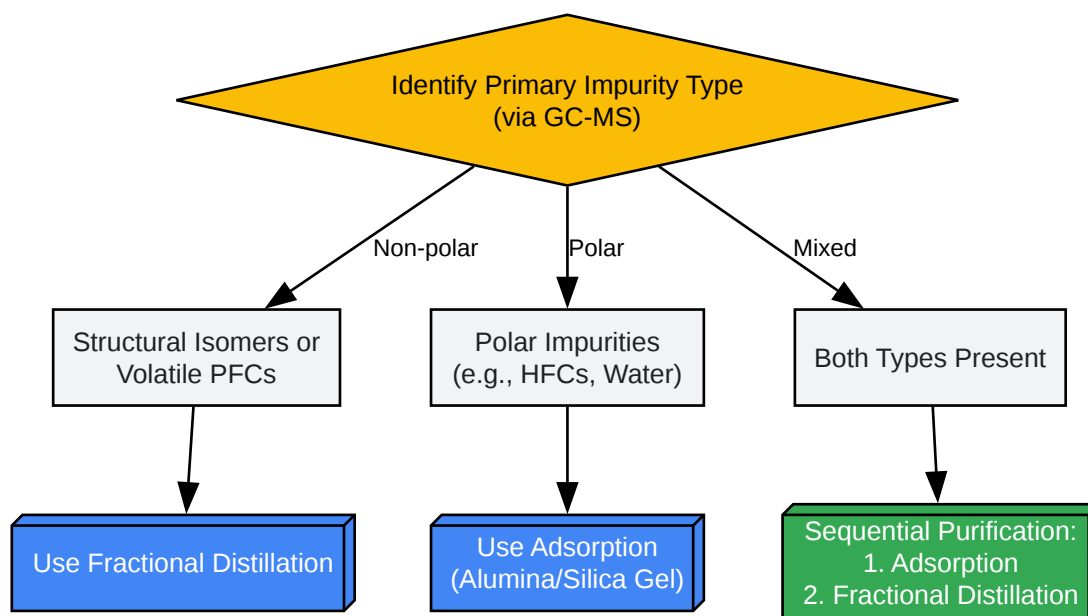 Identify Primary Impurity Type
(via GC-MS)
Non-polar
Polar
Mixed
Structural Isomers or
Volatile PFCs
Polar Impurities
(e.g., HFCs, Water)
Both Types Present
Use Fractional Distillation
Use Adsorption
(Alumina/Silica Gel)
Sequential Purification:
1. Adsorption
2. Fractional Distillation